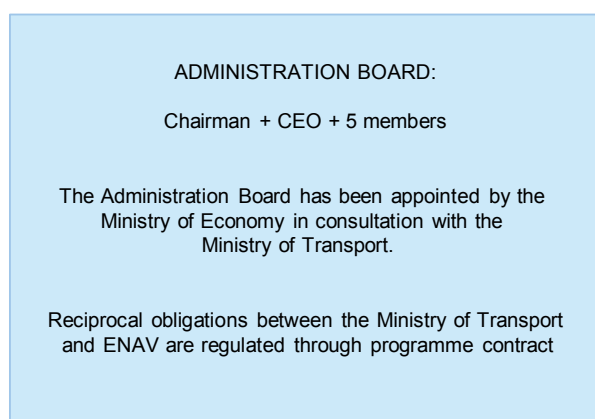 ADMINISTRATION BOARD:
Chairman + CEO + 5 members
The Administration Board has been appointed by the
Ministry of Economy in consultation with the
Ministry of Transport.
Reciprocal obligations between the Ministry of Transport
and ENAV are regulated through programme contract